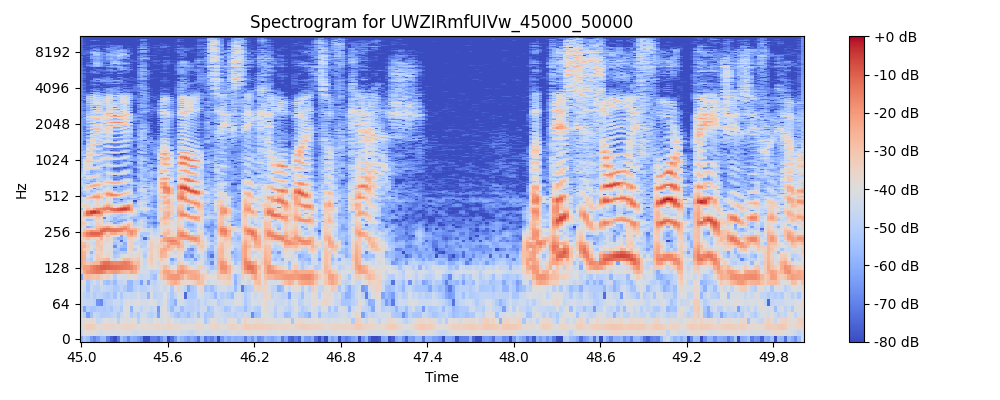 Spectrogram for UWZIRmfUIVw_45000_50000
Hz
8192
4096
2048
1024
512
256
128
64
0
45.0 45.6 46.2 46.8 47.4 48.0 48.6 49.2 49.8
Time
+0 dB
-10 dB
-20 dB
-30 dB
-40 dB
-50 dB
-60 dB
-70 dB
-80 dB